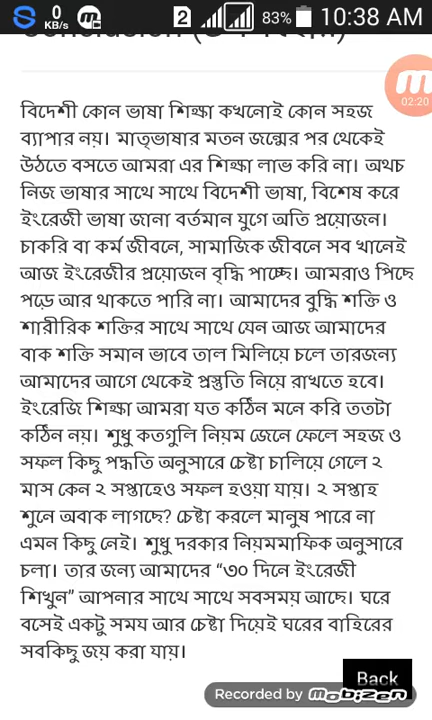 0
KB/s
2
83%
10:38 AM
02:20
বিদেশী কোন ভাষা শিক্ষা কখনোই কোন সহজ
ব্যাপার নয়। মাতৃভাষার মতন জন্মের পর থেকেই
উঠতে বসতে আমরা এর শিক্ষা লাভ করি না। অথচ
নিজ ভাষার সাথে সাথে বিদেশী ভাষা, বিশেষ করে
ইংরেজী ভাষা জানা বর্তমান যুগে অতি প্রয়োজন।
চাকরি বা কর্ম জীবনে, সামাজিক জীবনে সব খানেই
আজ ইংরেজীর প্রয়োজন বৃদ্ধি পাচ্ছে। আমরাও পিছে
পড়ে আর থাকতে পারি না। আমাদের বুদ্ধি শক্তি ও
শারীরিক শক্তির সাথে সাথে যেন আজ আমাদের
বাক শক্তি সমান ভাবে তাল মিলিয়ে চলে তারজন্য
আমাদের আগে থেকেই প্রস্তুতি নিয়ে রাখতে হবে।
ইংরেজি শিক্ষা আমরা যত কঠিন মনে করি ততটা
কঠিন নয়। শুধু কতগুলি নিয়ম জেনে ফেলে সহজ ও
সফল কিছু পদ্ধতি অনুসারে চেষ্টা চালিয়ে গেলে ২
মাস কেন ২ সপ্তাহেও সফল হওয়া যায়। ২ সপ্তাহ
শুনে অবাক লাগছে? চেষ্টা করলে মানুষ পারে না
এমন কিছু নেই। শুধু দরকার নিয়মমাফিক অনুসারে
চলা। তার জন্য আমাদের “৩০ দিনে ইংরেজী
শিখুন” আপনার সাথে সাথে সবসময় আছে। ঘরে
বসেই একটু সময আর চেষ্টা দিয়েই ঘরের বাহিরের
সবকিছু জয় করা যায়।
Back
Recorded by mobizen